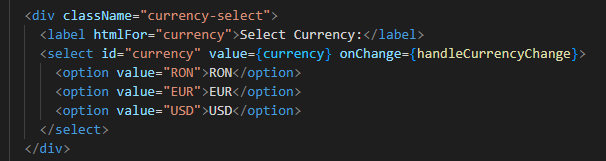 <div className="currency-select">
<label htmlFor="currency">Select Currency:</label>
<select id="currency" value={currency} onChange={handleCurrencyChange}>
<option value="RON">RON</option>
<option value="EUR">EUR</option>
<option value="USD">USD</option>
</select>
</div>